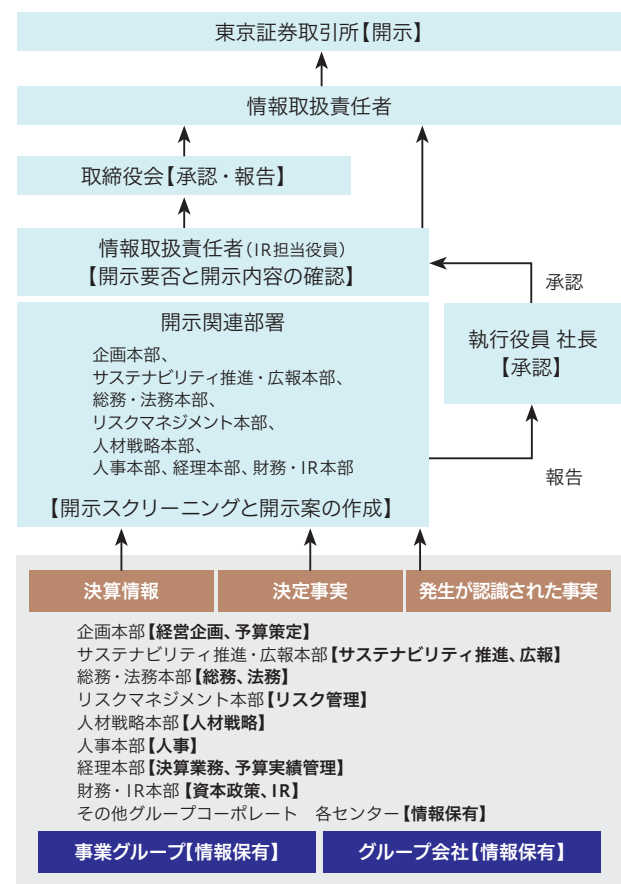 東京証券取引所【開示】
情報取扱責任者
取締役会【承認・報告】
情報取扱責任者(IR担当役員)
【開示要否と開示内容の確認】
承認
開示関連部署
執行役員 社長
【承認】
企画本部、
サステナビリティ推進・広報本部、
総務・法務本部、
リスクマネジメント本部、
人材戦略本部、
人事本部、経理本部、財務・IR本部
報告
【開示スクリーニングと開示案の作成】
決算情報
決定事実
発生が認識された事実
企画本部【経営企画、予算策定】
サステナビリティ推進・広報本部【サステナビリティ推進、広報】
総務・法務本部【総務、法務】
リスクマネジメント本部【リスク管理】
人材戦略本部【人材戦略】
人事本部【人事】
経理本部【決算業務、予算実績管理】
財務・IR本部【資本政策、IR】
その他グループコーポレート　各センター【情報保有】
事業グループ【情報保有】
グループ会社【情報保有】